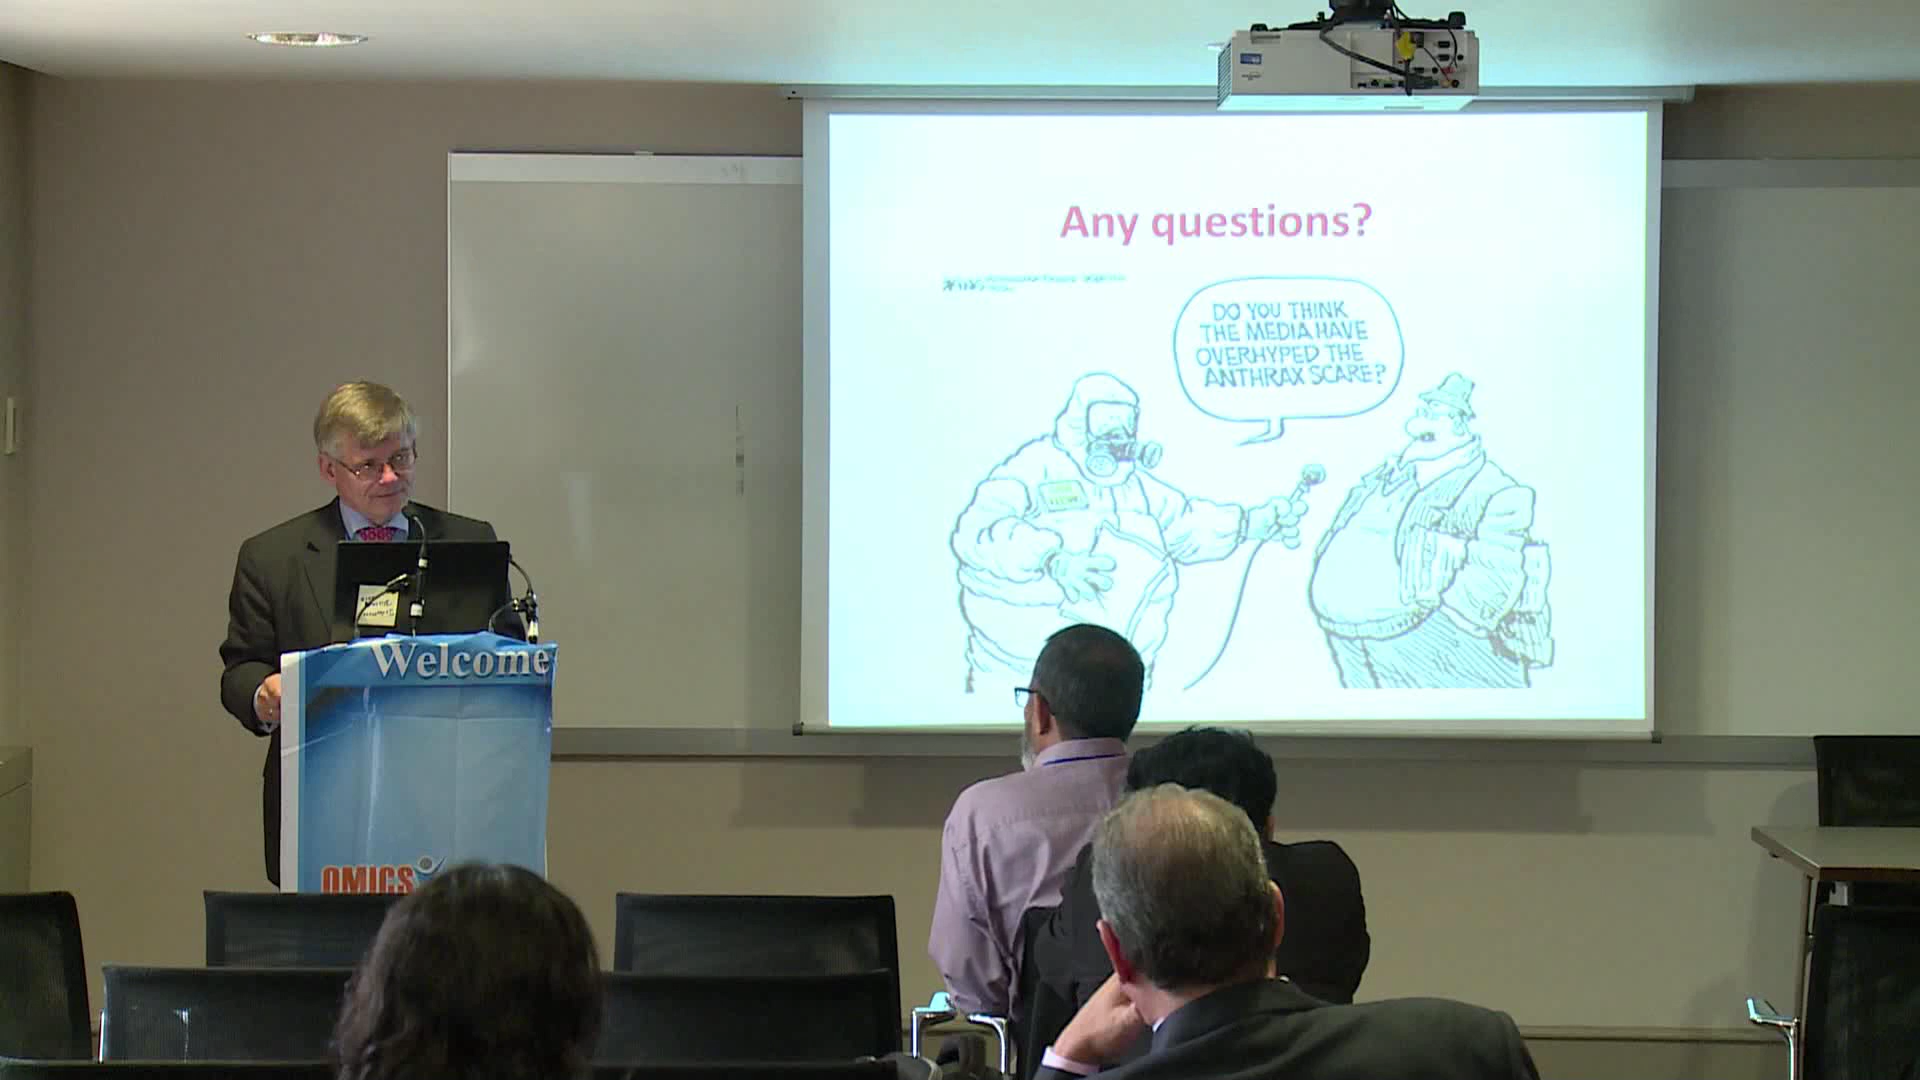 Any questions?
DO YOU THINK
THE MEDIA HAVE
OVERHYPED THE
ANTHRAX SCARE?
Welcome
OMICS